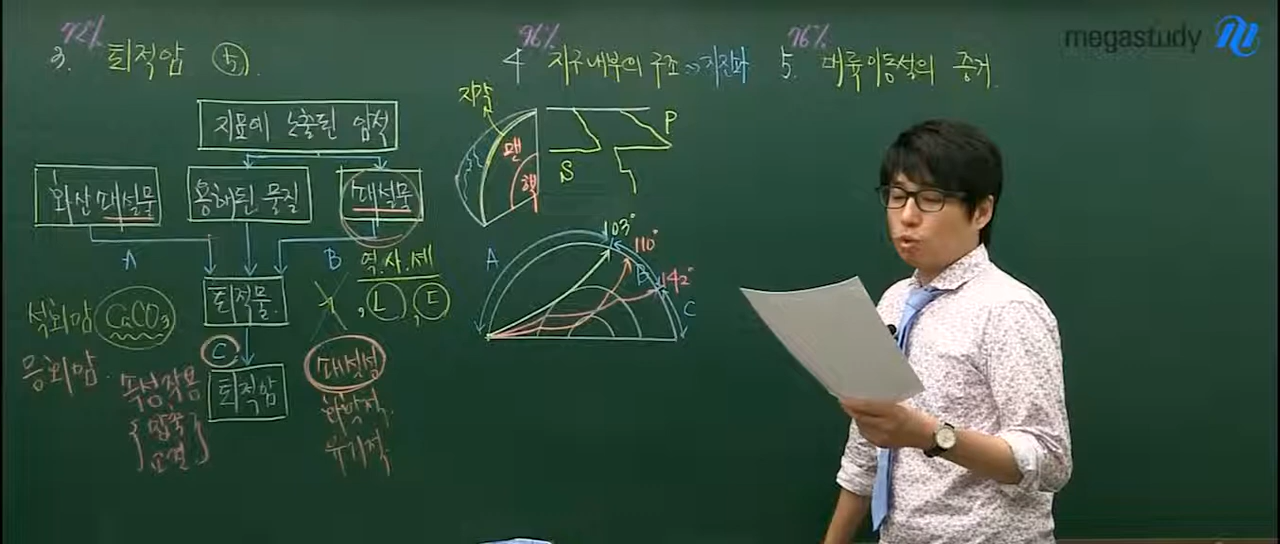 72%
3. 퇴적암 ㄣ.
지표에 노출된 암석
화산쇄설물
용해된 물질
쇄설물
A
B
역.사.세
퇴적물
ㄱ, ㄴ, ㄷ
석회암 CaCO3
응회암.
C
퇴적암
속성작용
압축
교결
쇄설성
화학적.
유기적.
96%
4 지구내부의 구조 >> 지진파
지각
맨
핵
P
S
103°
110°
142°
A
B
C
76%
5. 대륙이동설의 증거.
megastudy